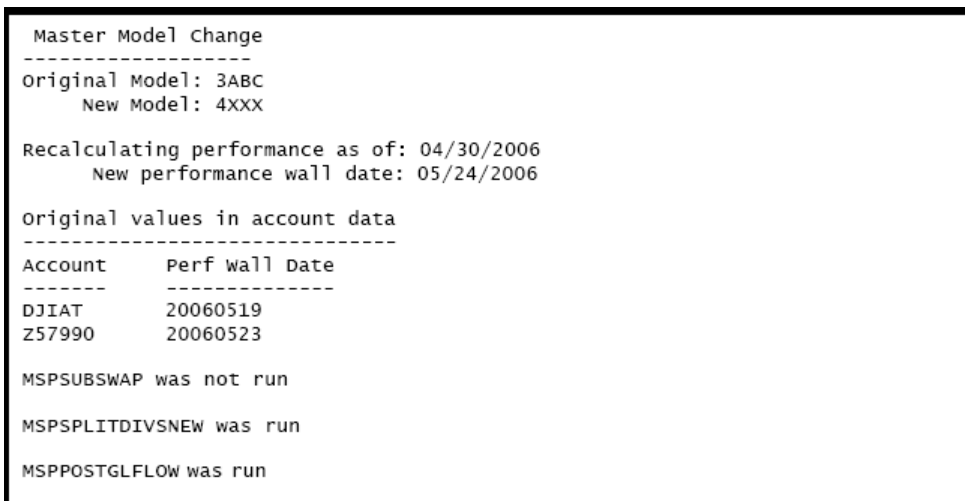 Master Model Change
-------------------
Original Model: 3ABC
New Model: 4XXX
Recalculating performance as of: 04/30/2006
New performance wall date: 05/24/2006
Original values in account data
-------------------------------
Account Perf Wall Date
------- --------------
DJIAT 20060519
Z57990 20060523
MSPSUBSWAP was not run
MSPSPLITDIVSNEW was run
MSPPOSTGLFLOW was run